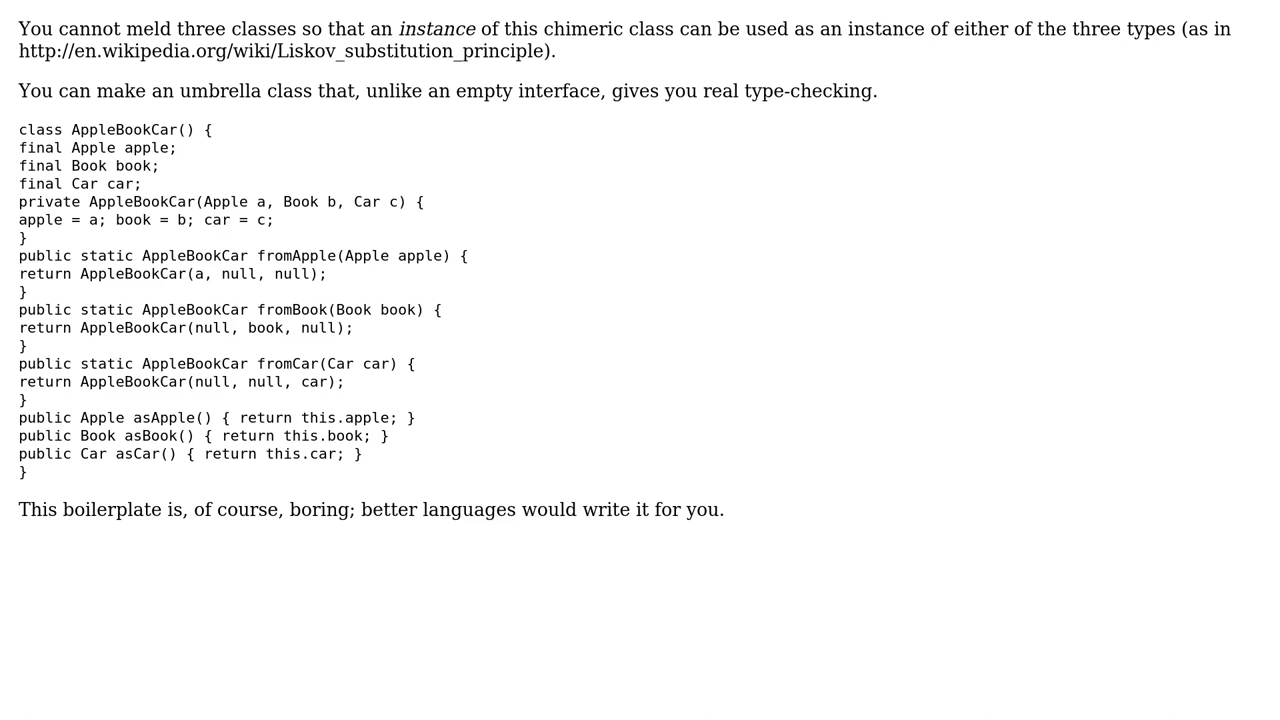 You cannot meld three classes so that an instance of this chimeric class can be used as an instance of either of the three types (as in
http://en.wikipedia.org/wiki/Liskov_substitution_principle).
You can make an umbrella class that, unlike an empty interface, gives you real type-checking.
class AppleBookCar() {
final Apple apple;
final Book book;
final Car car;
private AppleBookCar(Apple a, Book b, Car c) {
apple = a; book = b; car = c;
}
public static AppleBookCar fromApple(Apple apple) {
return AppleBookCar(a, null, null);
}
public static AppleBookCar fromBook(Book book) {
return AppleBookCar(null, book, null);
}
public static AppleBookCar fromCar(Car car) {
return AppleBookCar(null, null, car);
}
public Apple asApple() { return this.apple; }
public Book asBook() { return this.book; }
public Car asCar() { return this.car; }
}
This boilerplate is, of course, boring; better languages would write it for you.